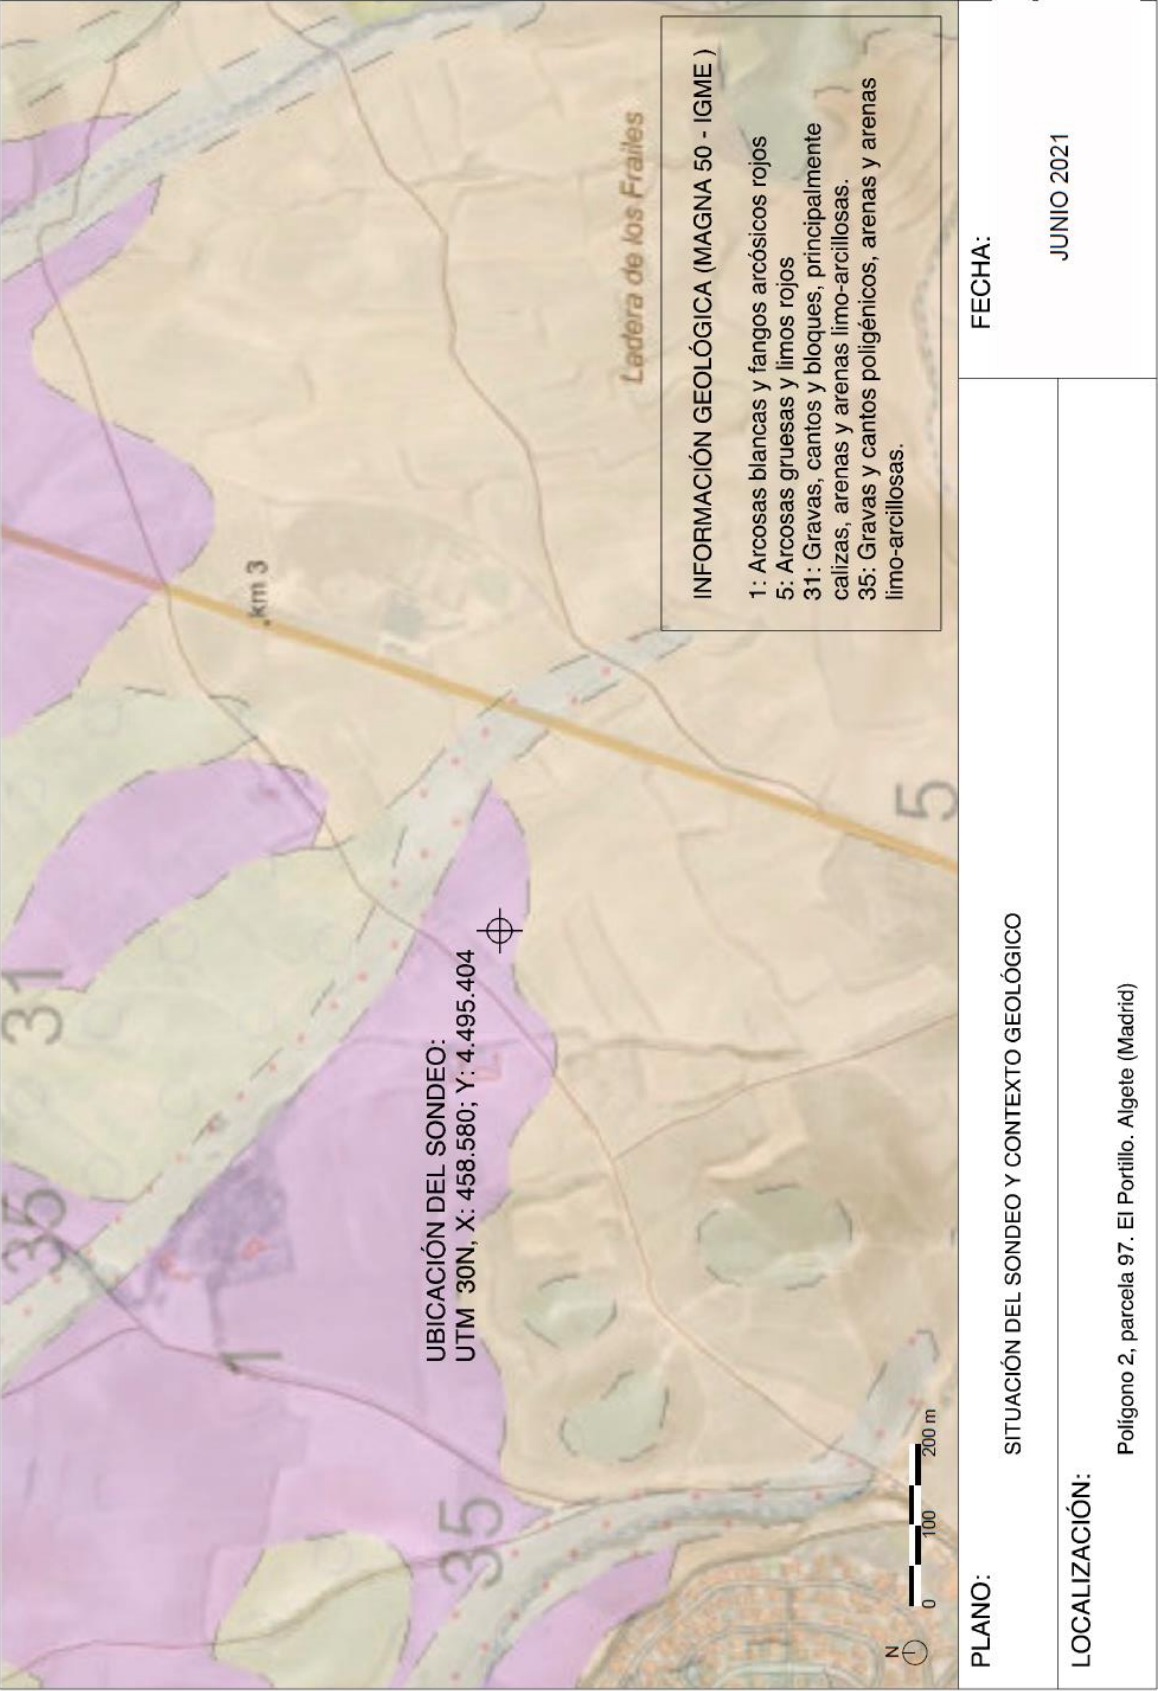 31
35
1
35
5
km 3
Ladera de los Frailes
UBICACIÓN DEL SONDEO:
UTM 30N, X: 458.580; Y: 4.495.404
INFORMACIÓN GEOLÓGICA (MAGNA 50 - IGME )
1: Arcosas blancas y fangos arcósicos rojos
5: Arcosas gruesas y limos rojos
31: Gravas, cantos y bloques, principalmente
calizas, arenas y arenas limo-arcillosas.
35: Gravas y cantos poligénicos, arenas y arenas
limo-arcillosas.
N
0 100 200 m
PLANO:
SITUACIÓN DEL SONDEO Y CONTEXTO GEOLÓGICO
FECHA:
JUNIO 2021
LOCALIZACIÓN:
Polígono 2, parcela 97. El Portillo. Algete (Madrid)